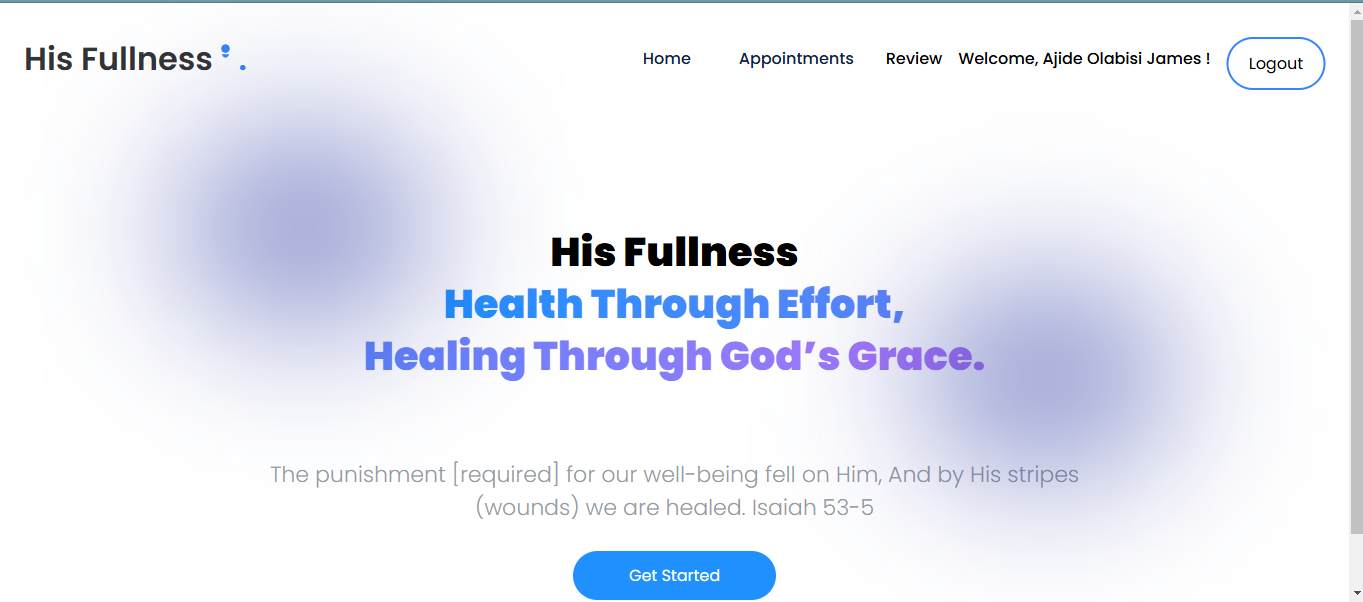 His Fullness .
Home Appointments Review Welcome, Ajide Olabisi James ! Logout
His Fullness
Health Through Effort,
Healing Through God’s Grace.
The punishment [required] for our well-being fell on Him, And by His stripes
(wounds) we are healed. Isaiah 53-5
Get Started